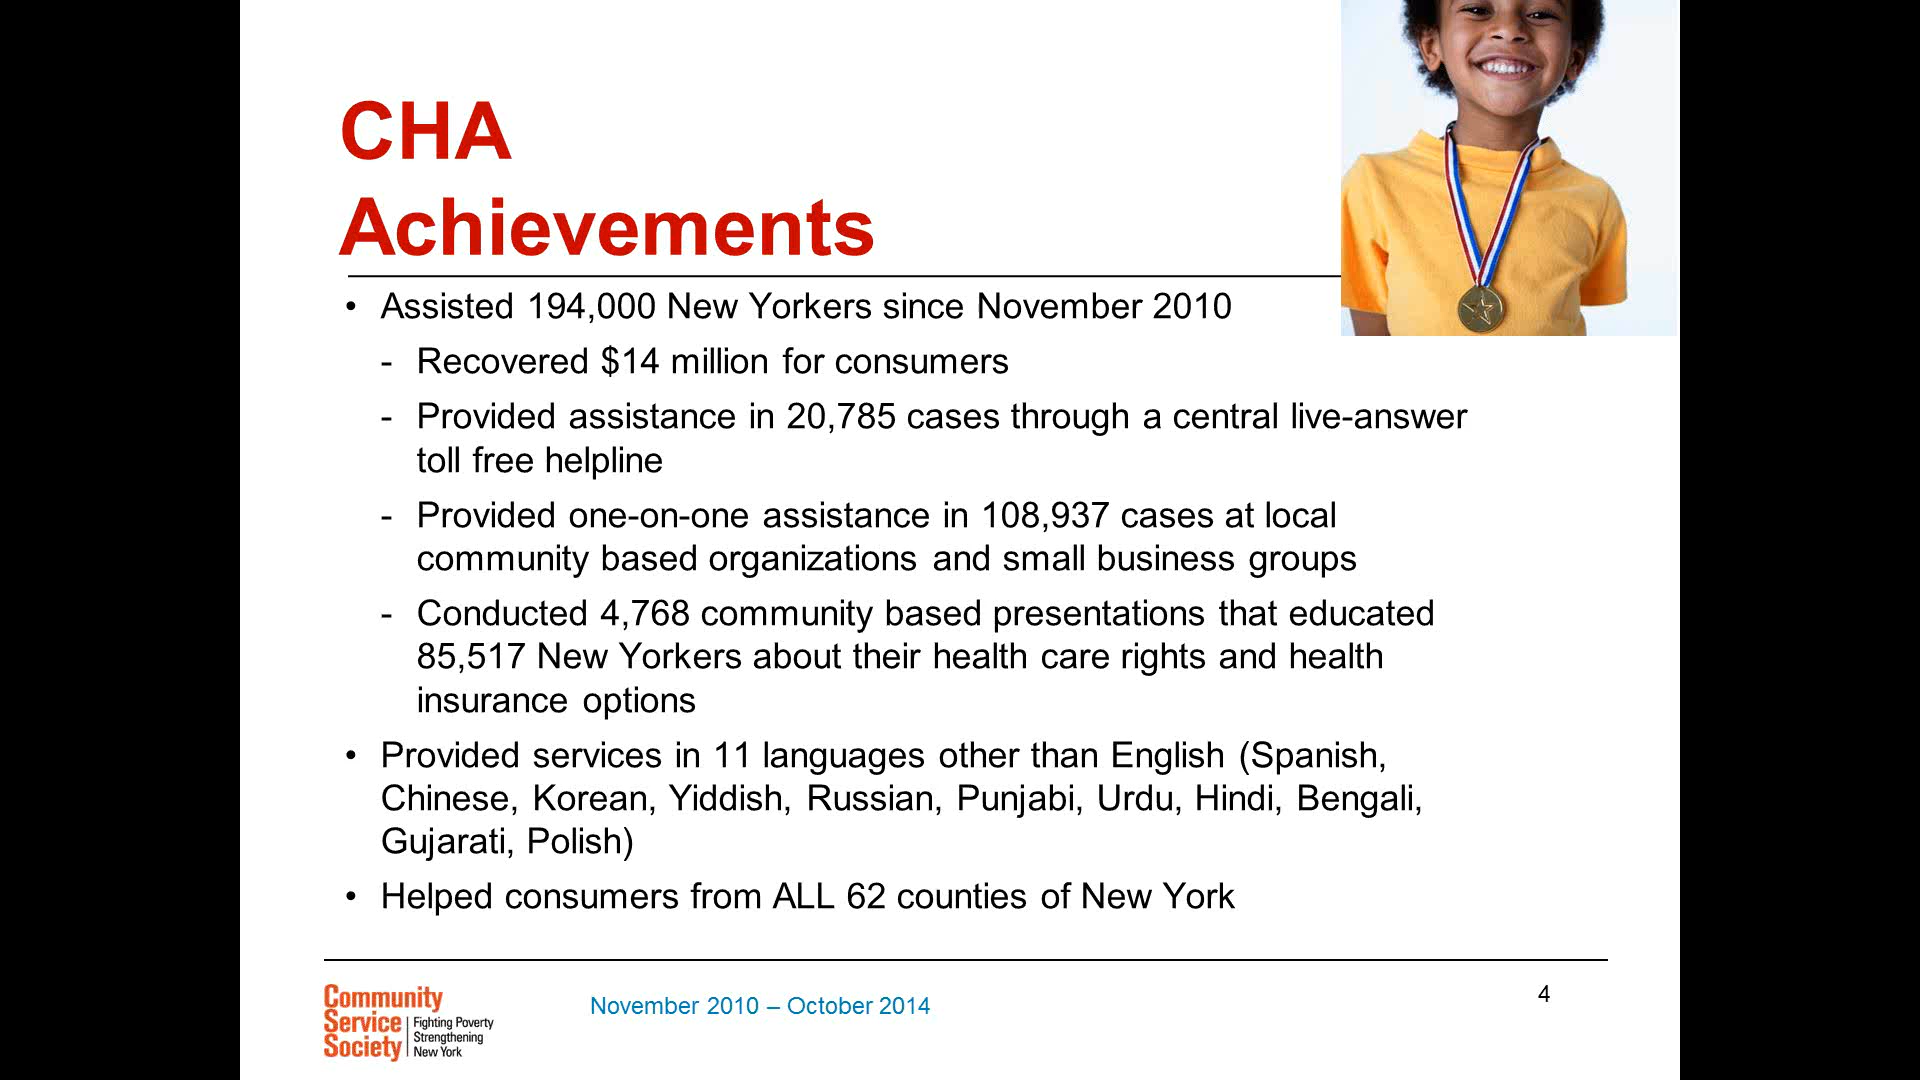 CHA
Achievements
• Assisted 194,000 New Yorkers since November 2010
- Recovered $14 million for consumers
- Provided assistance in 20,785 cases through a central live-answer
toll free helpline
- Provided one-on-one assistance in 108,937 cases at local
community based organizations and small business groups
- Conducted 4,768 community based presentations that educated
85,517 New Yorkers about their health care rights and health
insurance options
• Provided services in 11 languages other than English (Spanish,
Chinese, Korean, Yiddish, Russian, Punjabi, Urdu, Hindi, Bengali,
Gujarati, Polish)
• Helped consumers from ALL 62 counties of New York
Community
Service
Society
Fighting Poverty
Strengthening
New York
November 2010 – October 2014
4